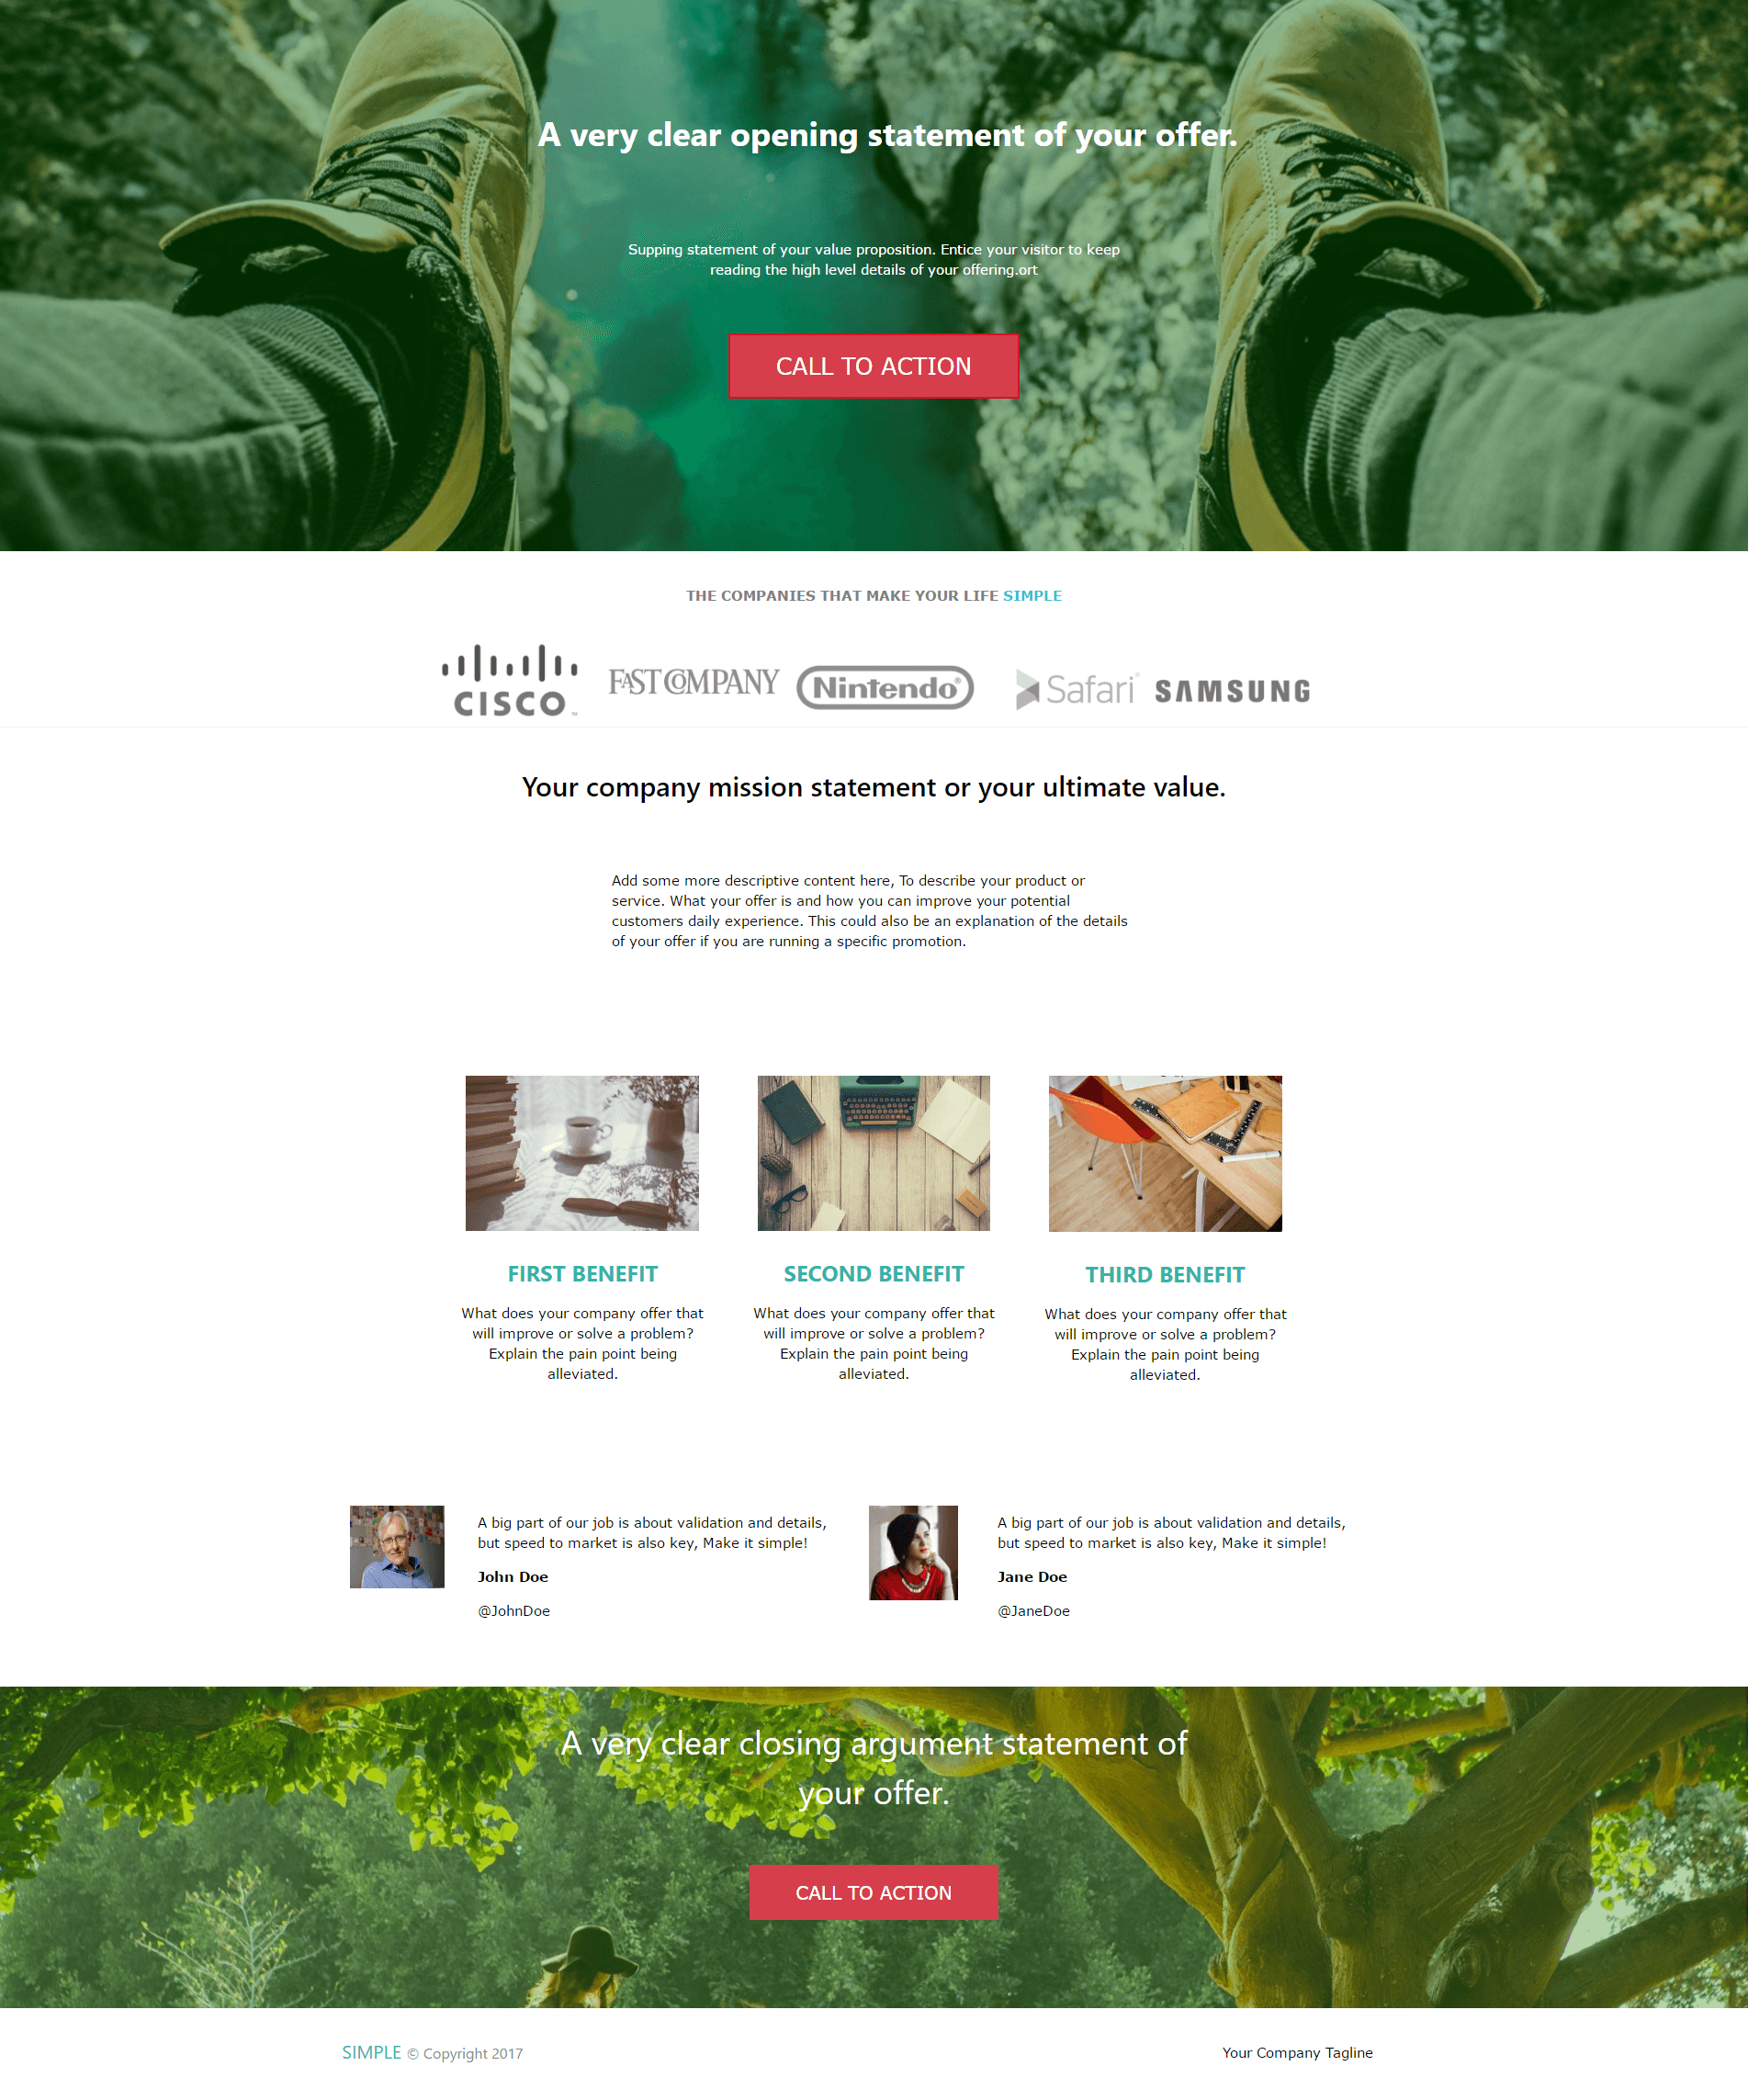 A very clear opening statement of your offer.
Supping statement of your value proposition. Entice your visitor to keep
reading the high level details of your offering.ort
CALL TO ACTION
THE COMPANIES THAT MAKE YOUR LIFE SIMPLE
CISCO™
FAST COMPANY
Nintendo®
Safari®
SAMSUNG
Your company mission statement or your ultimate value.
Add some more descriptive content here, To describe your product or
service. What your offer is and how you can improve your potential
customers daily experience. This could also be an explanation of the details
of your offer if you are running a specific promotion.
FIRST BENEFIT
What does your company offer that
will improve or solve a problem?
Explain the pain point being
alleviated.
SECOND BENEFIT
What does your company offer that
will improve or solve a problem?
Explain the pain point being
alleviated.
THIRD BENEFIT
What does your company offer that
will improve or solve a problem?
Explain the pain point being
alleviated.
A big part of our job is about validation and details,
but speed to market is also key, Make it simple!
John Doe
@JohnDoe
A big part of our job is about validation and details,
but speed to market is also key, Make it simple!
Jane Doe
@JaneDoe
A very clear closing argument statement of
your offer.
CALL TO ACTION
SIMPLE © Copyright 2017
Your Company Tagline